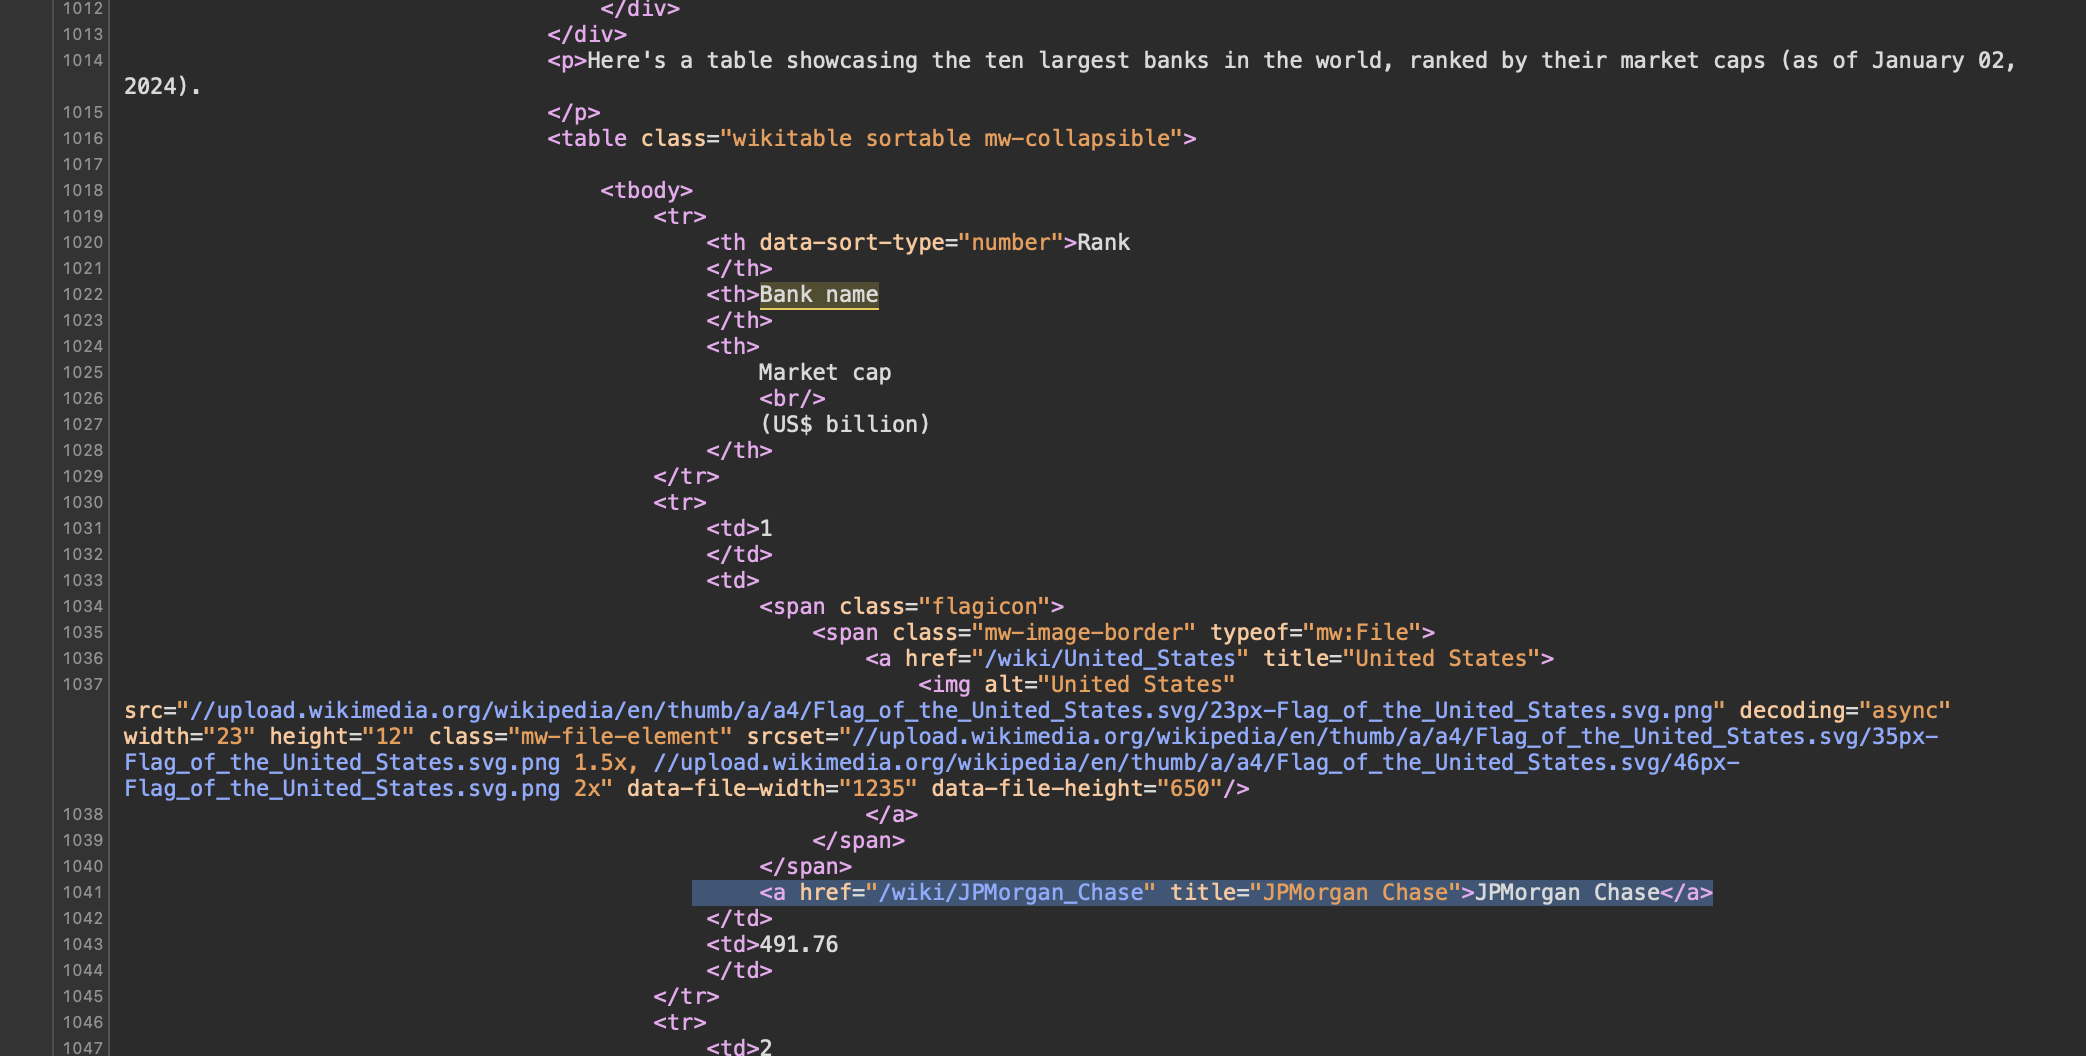 1012 </div>
1013 </div>
1014 <p>Here's a table showcasing the ten largest banks in the world, ranked by their market caps (as of January 02,
2024).
1015 </p>
1016 <table class="wikitable sortable mw-collapsible">
1017
1018 <tbody>
1019 <tr>
1020 <th data-sort-type="number">Rank
1021 </th>
1022 <th>Bank name
1023 </th>
1024 <th>
1025 Market cap
1026 <br/>
1027 (US$ billion)
1028 </th>
1029 </tr>
1030 <tr>
1031 <td>1
1032 </td>
1033 <td>
1034 <span class="flagicon">
1035 <span class="mw-image-border" typeof="mw:File">
1036 <a href="/wiki/United_States" title="United States">
1037 <img alt="United States"
src="//upload.wikimedia.org/wikipedia/en/thumb/a/a4/Flag_of_the_United_States.svg/23px-Flag_of_the_United_States.svg.png" decoding="async"
width="23" height="12" class="mw-file-element" srcset="//upload.wikimedia.org/wikipedia/en/thumb/a/a4/Flag_of_the_United_States.svg/35px-
Flag_of_the_United_States.svg.png 1.5x, //upload.wikimedia.org/wikipedia/en/thumb/a/a4/Flag_of_the_United_States.svg/46px-
Flag_of_the_United_States.svg.png 2x" data-file-width="1235" data-file-height="650"/>
1038 </a>
1039 </span>
1040 </span>
1041 <a href="/wiki/JPMorgan_Chase" title="JPMorgan Chase">JPMorgan Chase</a>
1042 </td>
1043 <td>491.76
1044 </td>
1045 </tr>
1046 <tr>
1047 <td>2